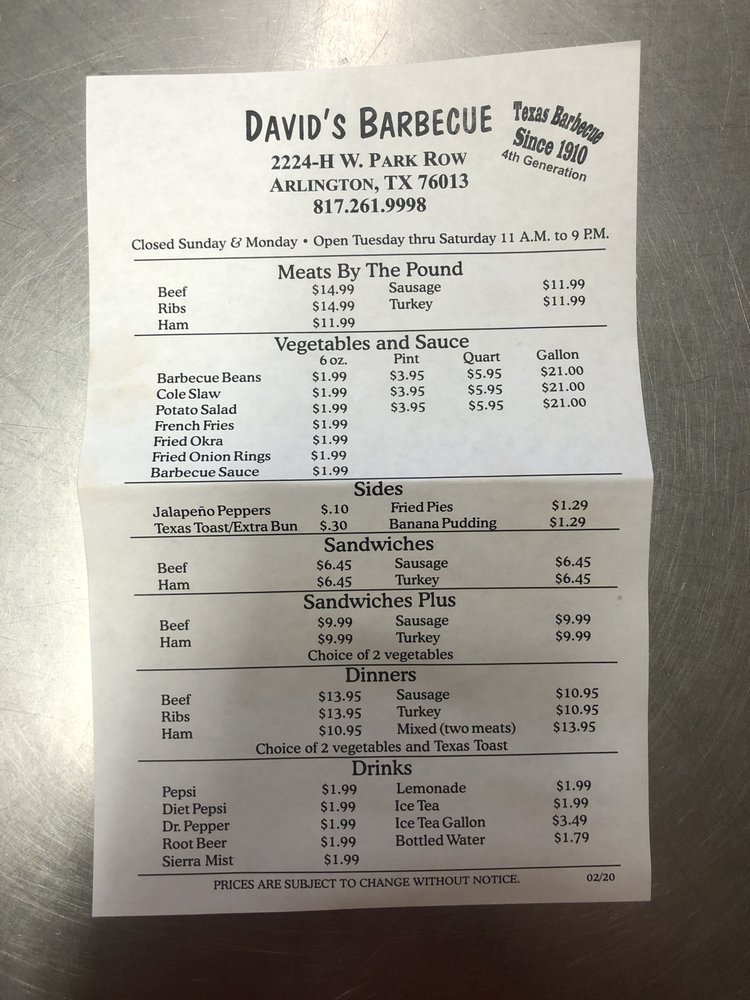 DAVID'S BARBECUE
Texas Barbecue
Since 1910
4th Generation
2224-H W. PARK ROW
ARLINGTON, TX 76013
817.261.9998
Closed Sunday & Monday • Open Tuesday thru Saturday 11 A.M. to 9 P.M.
Meats By The Pound
Beef $14.99 Sausage $11.99
Ribs $14.99 Turkey $11.99
Ham $11.99
Vegetables and Sauce
6 oz. Pint Quart Gallon
Barbecue Beans $1.99 $3.95 $5.95 $21.00
Cole Slaw $1.99 $3.95 $5.95 $21.00
Potato Salad $1.99 $3.95 $5.95 $21.00
French Fries $1.99
Fried Okra $1.99
Fried Onion Rings $1.99
Barbecue Sauce $1.99
Sides
Jalapeño Peppers $.10 Fried Pies $1.29
Texas Toast/Extra Bun $.30 Banana Pudding $1.29
Sandwiches
Beef $6.45 Sausage $6.45
Ham $6.45 Turkey $6.45
Sandwiches Plus
Beef $9.99 Sausage $9.99
Ham $9.99 Turkey $9.99
Choice of 2 vegetables
Dinners
Beef $13.95 Sausage $10.95
Ribs $13.95 Turkey $10.95
Ham $10.95 Mixed (two meats) $13.95
Choice of 2 vegetables and Texas Toast
Drinks
Pepsi $1.99 Lemonade $1.99
Diet Pepsi $1.99 Ice Tea $1.99
Dr. Pepper $1.99 Ice Tea Gallon $3.49
Root Beer $1.99 Bottled Water $1.79
Sierra Mist $1.99
PRICES ARE SUBJECT TO CHANGE WITHOUT NOTICE. 02/20